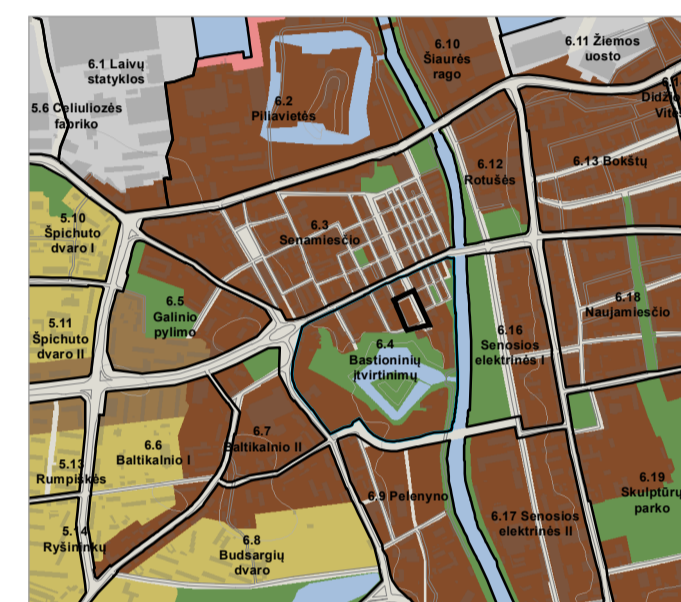 6.10
Šiaurės
rago
6.11 Žiemos
uosto
6.1 Laivų
statyklos
5.6 Celiuliozės
fabriko
6.2
Piliavietės
6.12
Rotušės
6.13 Bokštų
5.10
Špichuto
dvaro I
6.3
Senamiesčio
6.5
Galinio
pylimo
6.18
Naujamiesčio
5.11
Špichuto
dvaro II
6.4
Bastioninių
įtvirtinimų
6.16
Senosios
elektrinės I
6.6
Baltikalnio I
6.7
Baltikalnio II
5.13
Rumpiškės
6.9 Pelenyno
6.19
Skulptūrų
parko
6.17 Senosios
elektrinės II
5.14
Ryšininkų
6.8
Budsargių
dvaro